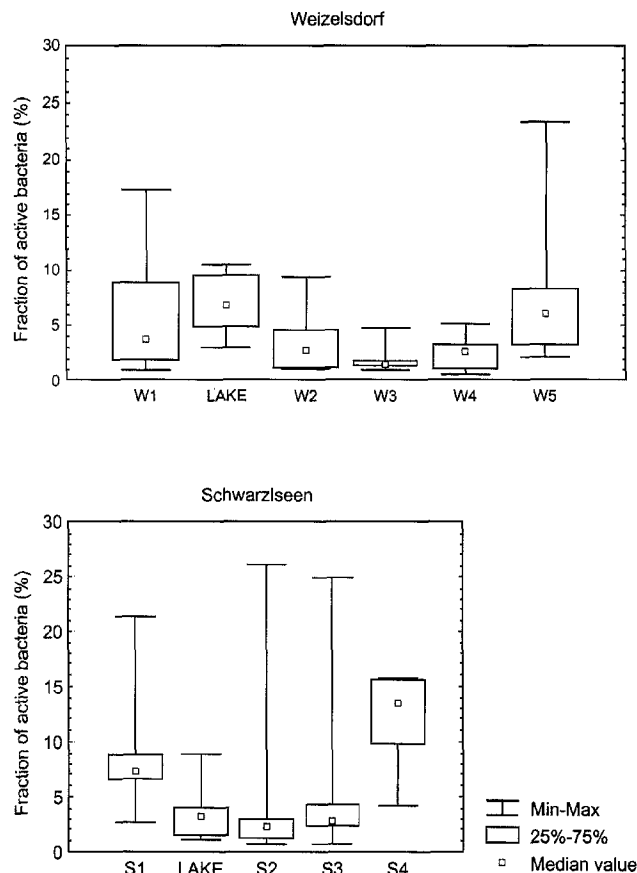 Weizelsdorf
30
25
20
15
10
5
0
Fraction of active bacteria (%)
W1 LAKE W2 W3 W4 W5
Schwarzlseen
30
25
20
15
10
5
0
Fraction of active bacteria (%)
S1 LAKE S2 S3 S4
Min-Max
25%-75%
Median value